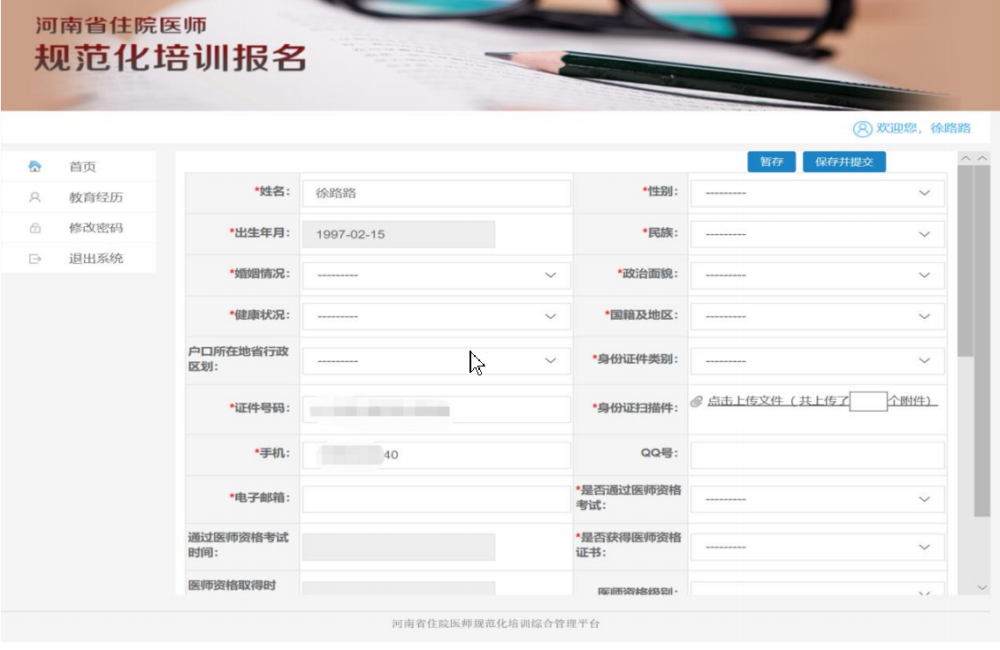 河南省住院医师
规范化培训报名
欢迎您，徐路路
首页
教育经历
修改密码
退出系统
暂存 保存并提交
*姓名： 徐路路 *性别： ---------
*出生年月： 1997-02-15 *民族： ---------
*婚姻情况： --------- *政治面貌： ---------
*健康状况： --------- *国籍及地区： ---------
户口所在地省行政
区划： --------- *身份证件类别： ---------
*证件号码： *身份证扫描件： 点击上传文件（共上传了 个附件）
*手机： 40 QQ号：
*电子邮箱： *是否通过医师资格
考试： ---------
通过医师资格考试
时间： *是否获得医师资格
证书： ---------
医师资格取得时 医师资格级别：
河南省住院医师规范化培训综合管理平台